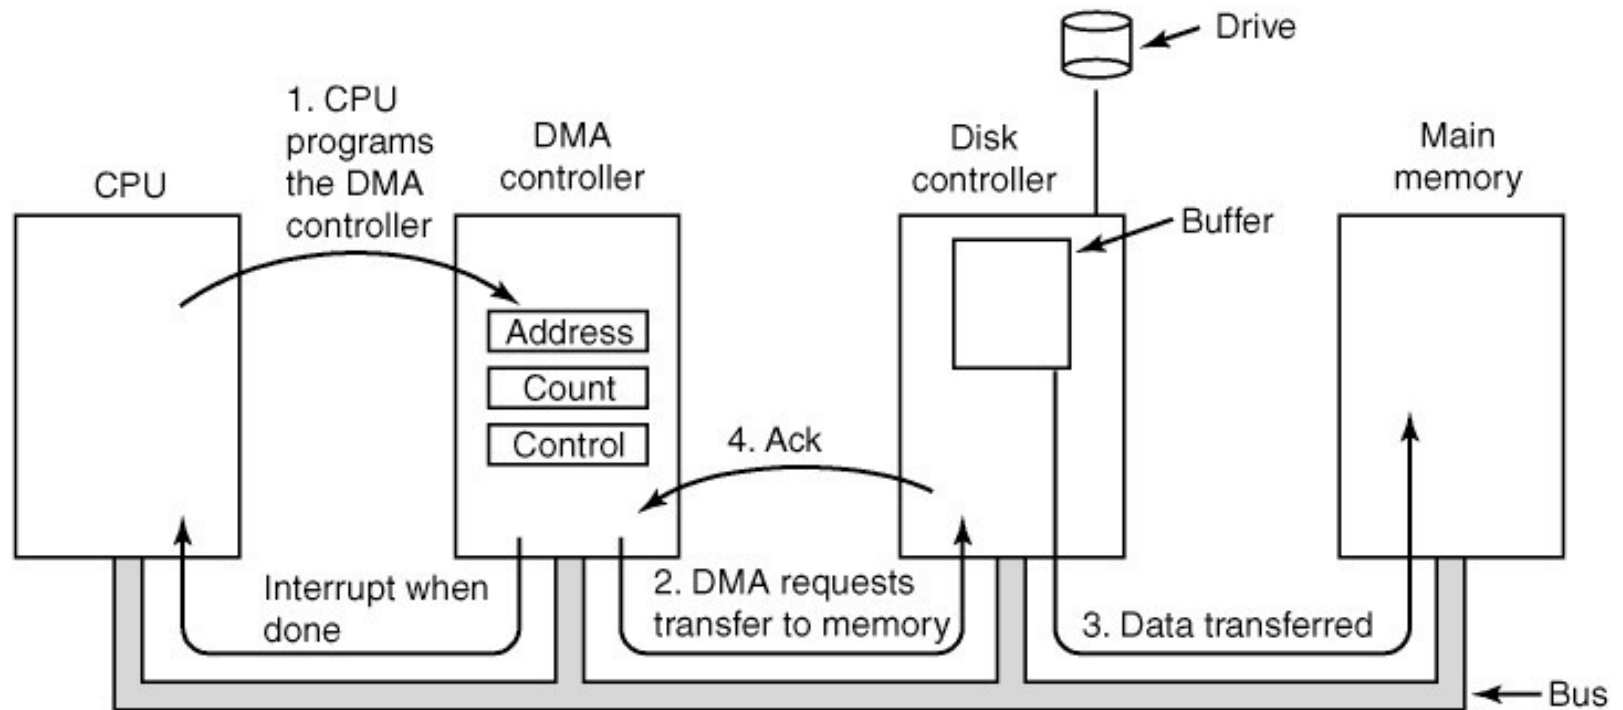 Drive
1. CPU
programs
the DMA
controller
CPU
DMA
controller
Disk
controller
Main
memory
Buffer
Address
Count
Control
4. Ack
Interrupt when
done
2. DMA requests
transfer to memory
3. Data transferred
Bus